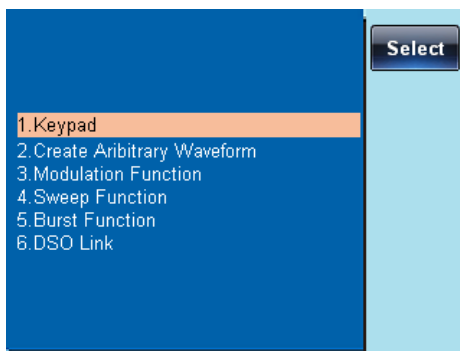 Select
1.Keypad
2.Create Aribitrary Waveform
3.Modulation Function
4.Sweep Function
5.Burst Function
6.DSO Link